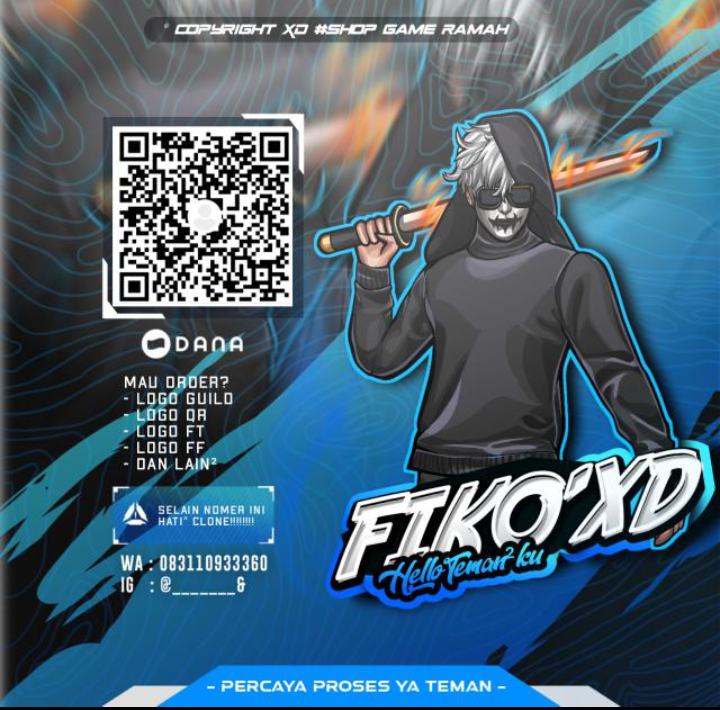 ° COPYRIGHT XD #SHOP GAME RAMAH
DANA
MAU ORDER?
- LOGO GUILD
- LOGO QR
- LOGO FT
- LOGO FF
- DAN LAIN²
SELAIN NOMER INI
HATI² CLONE!!!!!!!!
WA : 083110933360
IG : @_______&
FIKO'XD
Hello Teman² ku
- PERCAYA PROSES YA TEMAN -